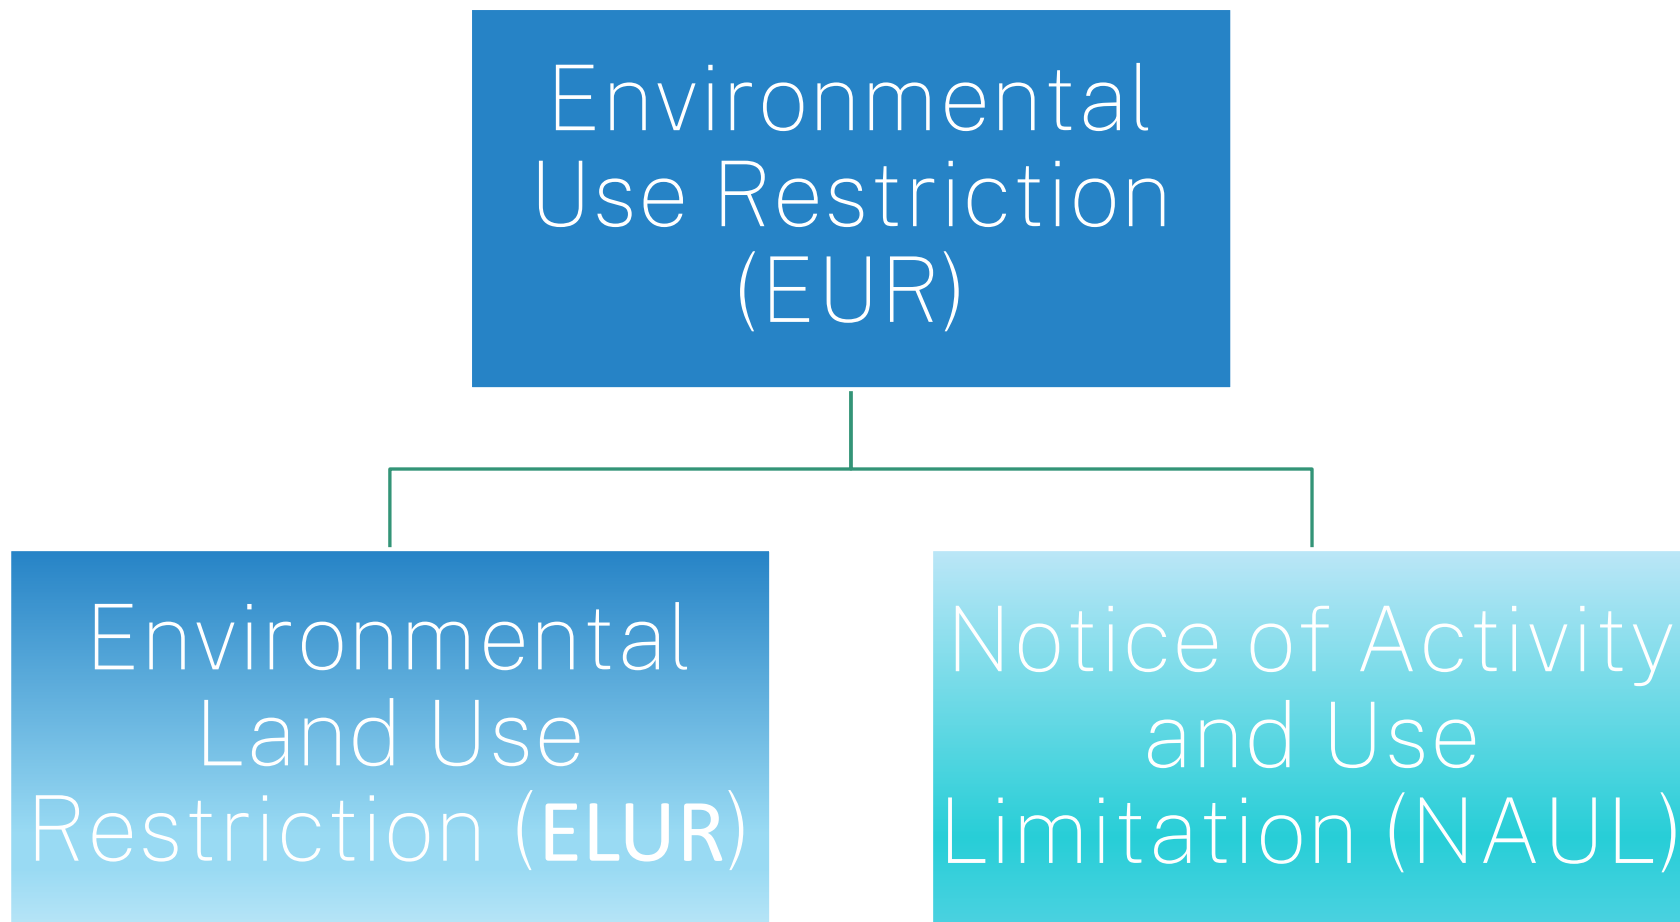 Environmental
Use Restriction
(EUR)
Environmental
Land Use
Restriction (ELUR)
Notice of Activity
and Use
Limitation (NAUL)